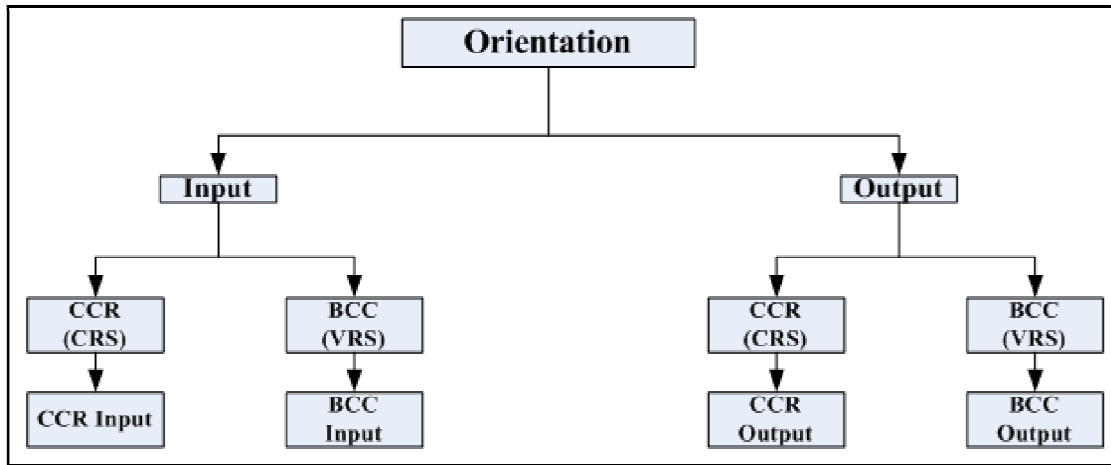 Orientation
Input
Output
CCR
(CRS)
BCC
(VRS)
CCR
(CRS)
BCC
(VRS)
CCR Input
BCC
Input
CCR
Output
BCC
Output